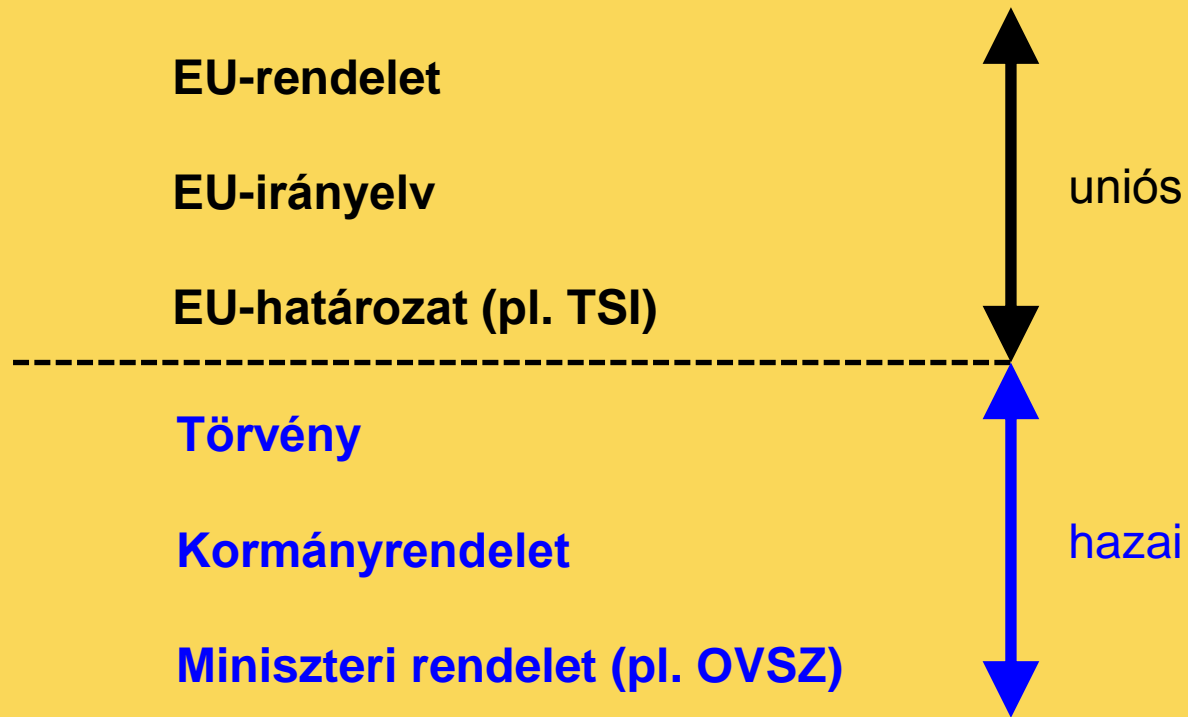 EU-rendelet
EU-irányelv
uniós
EU-határozat (pl. TSI)
Törvény
Kormányrendelet
hazai
Miniszteri rendelet (pl. OVSZ)